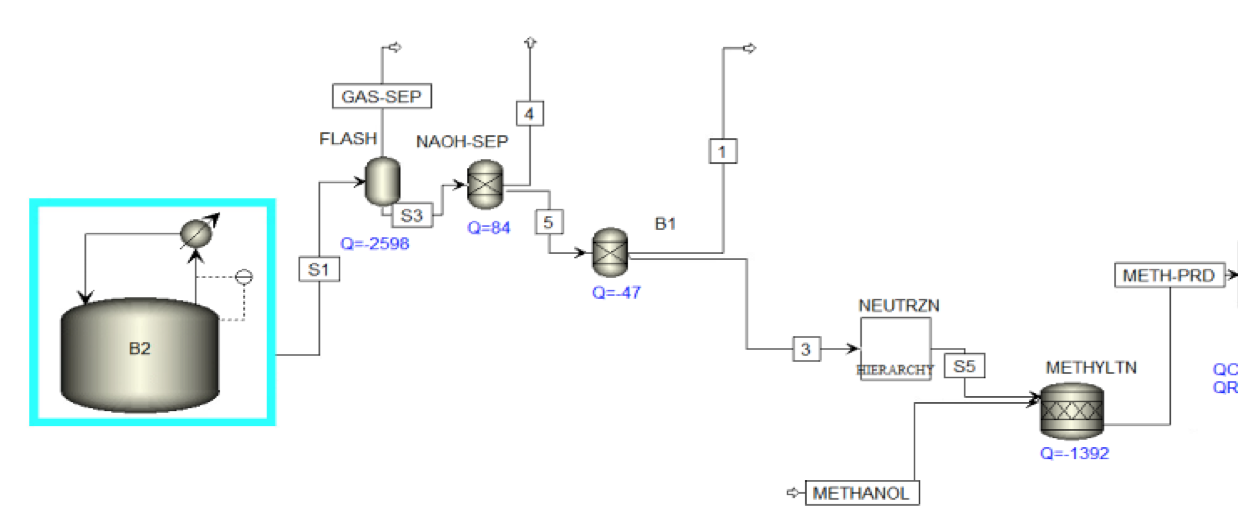 GAS-SEP
4
FLASH
NAOH-SEP
1
S3
Q=84
5
B1
Q=-2598
S1
Q=-47
METH-PRD
NEUTRZN
B2
3
HIERARCHY
S5
METHYLTN
QC
QR
Q=-1392
METHANOL